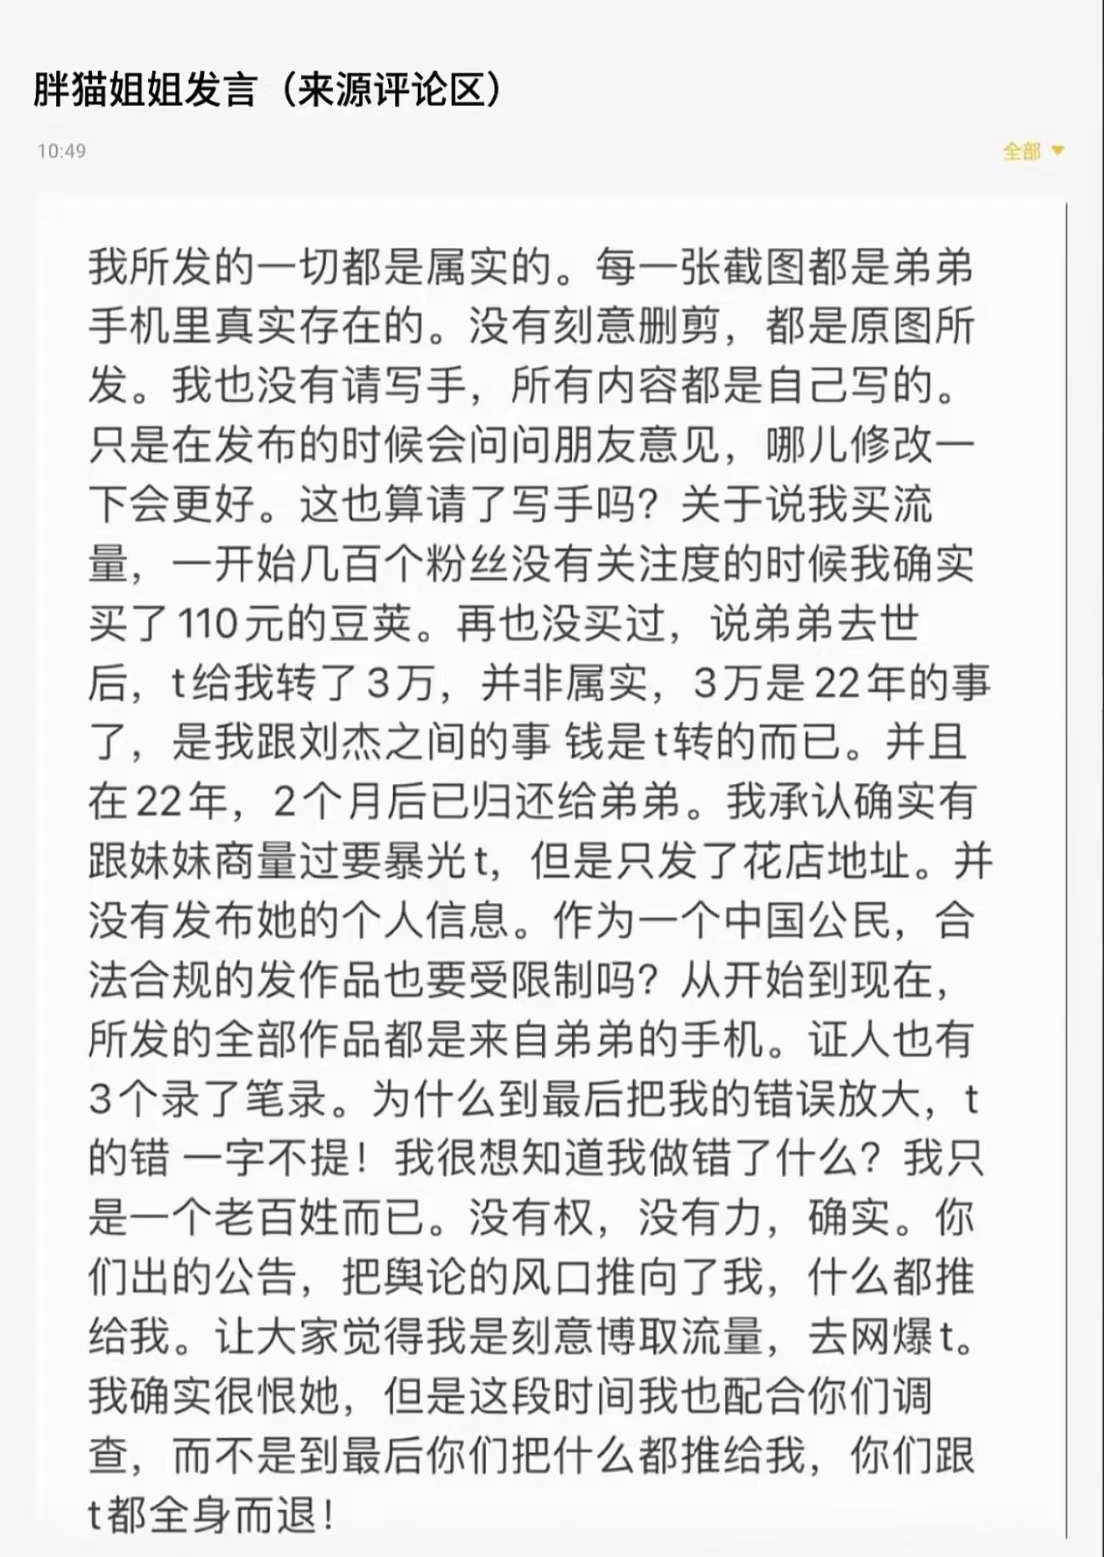 胖猫姐姐发言（来源评论区）
10:49
全部
我所发的一切都是属实的。每一张截图都是弟弟
手机里真实存在的。没有刻意删剪，都是原图所
发。我也没有请写手，所有内容都是自己写的。
只是在发布的时候会问问朋友意见，哪儿修改一
下会更好。这也算请了写手吗？关于说我买流
量，一开始几百个粉丝没有关注度的时候我确实
买了110元的豆荚。再也没买过，说弟弟去世
后，t给我转了3万，并非属实，3万是22年的事
了，是我跟刘杰之间的事 钱是t转的而已。并且
在22年，2个月后已归还给弟弟。我承认确实有
跟妹妹商量过要暴光t，但是只发了花店地址。并
没有发布她的个人信息。作为一个中国公民，合
法合规的发作品也要受限制吗？从开始到现在，
所发的全部作品都是来自弟弟的手机。证人也有
3个录了笔录。为什么到最后把我的错误放大，t
的错 一字不提！我很想知道我做错了什么？我只
是一个老百姓而已。没有权，没有力，确实。你
们出的公告，把舆论的风口推向了我，什么都推
给我。让大家觉得我是刻意博取流量，去网爆t。
我确实很恨她，但是这段时间我也配合你们调
查，而不是到最后你们把什么都推给我，你们跟
t都全身而退！